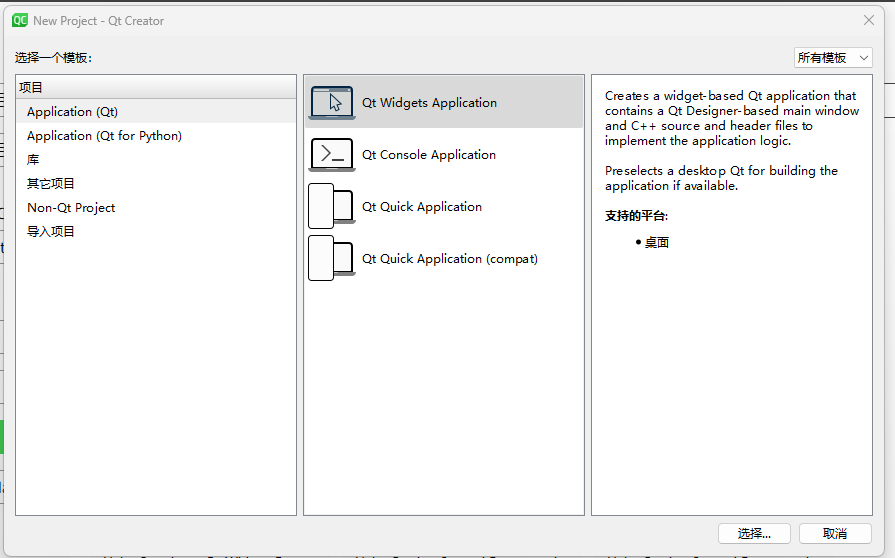 QC New Project - Qt Creator
选择一个模板:
所有模板
项目
Application (Qt)
Application (Qt for Python)
库
其它项目
Non-Qt Project
导入项目
Qt Widgets Application
Qt Console Application
Qt Quick Application
Qt Quick Application (compat)
Creates a widget-based Qt application that
contains a Qt Designer-based main window
and C++ source and header files to
implement the application logic.
Preselects a desktop Qt for building the
application if available.
支持的平台:
• 桌面
选择...
取消